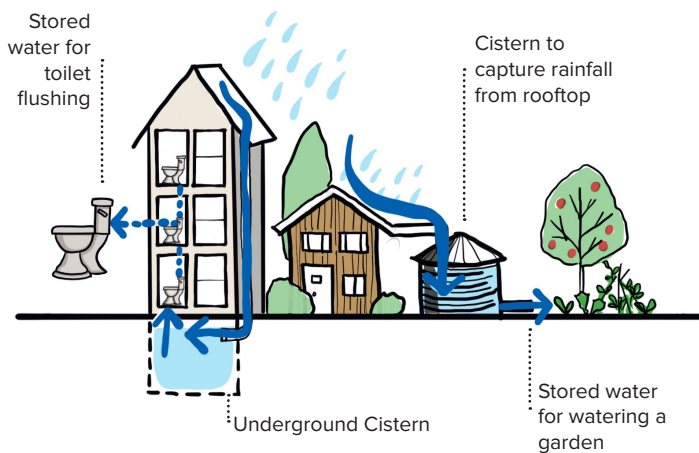 Stored
water for
toilet
flushing
Cistern to
capture rainfall
from rooftop
Underground Cistern
Stored water
for watering a
garden